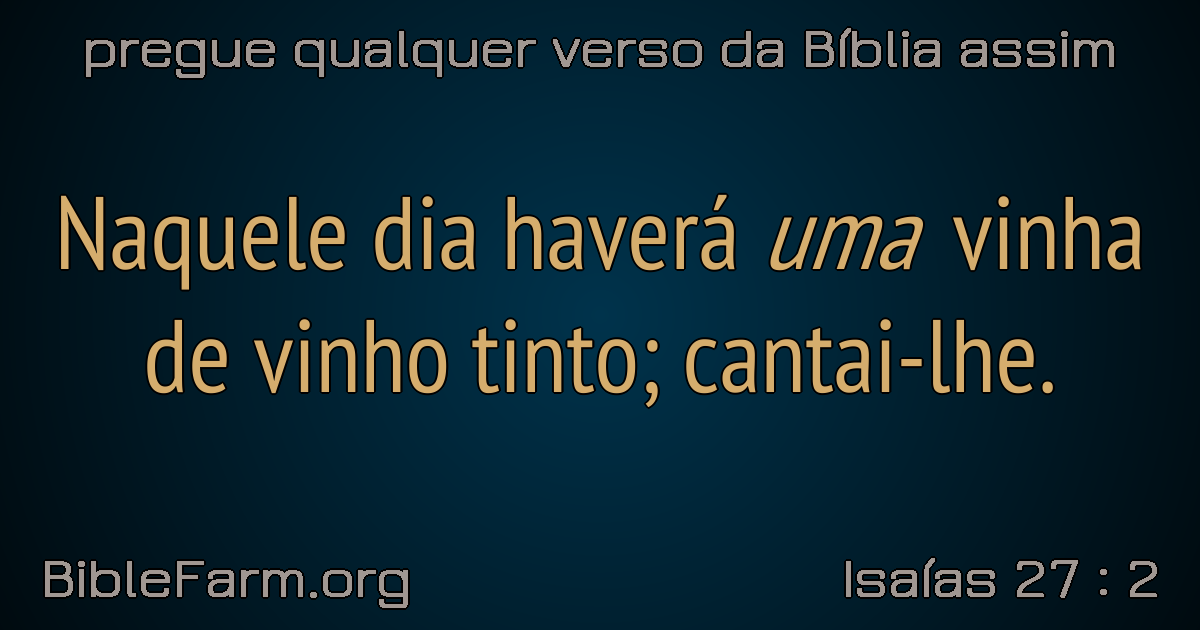 pregue qualquer verso da Bíblia assim
Naquele dia haverá uma vinha
de vinho tinto; cantai-lhe.
BibleFarm.org
Isaías 27 : 2